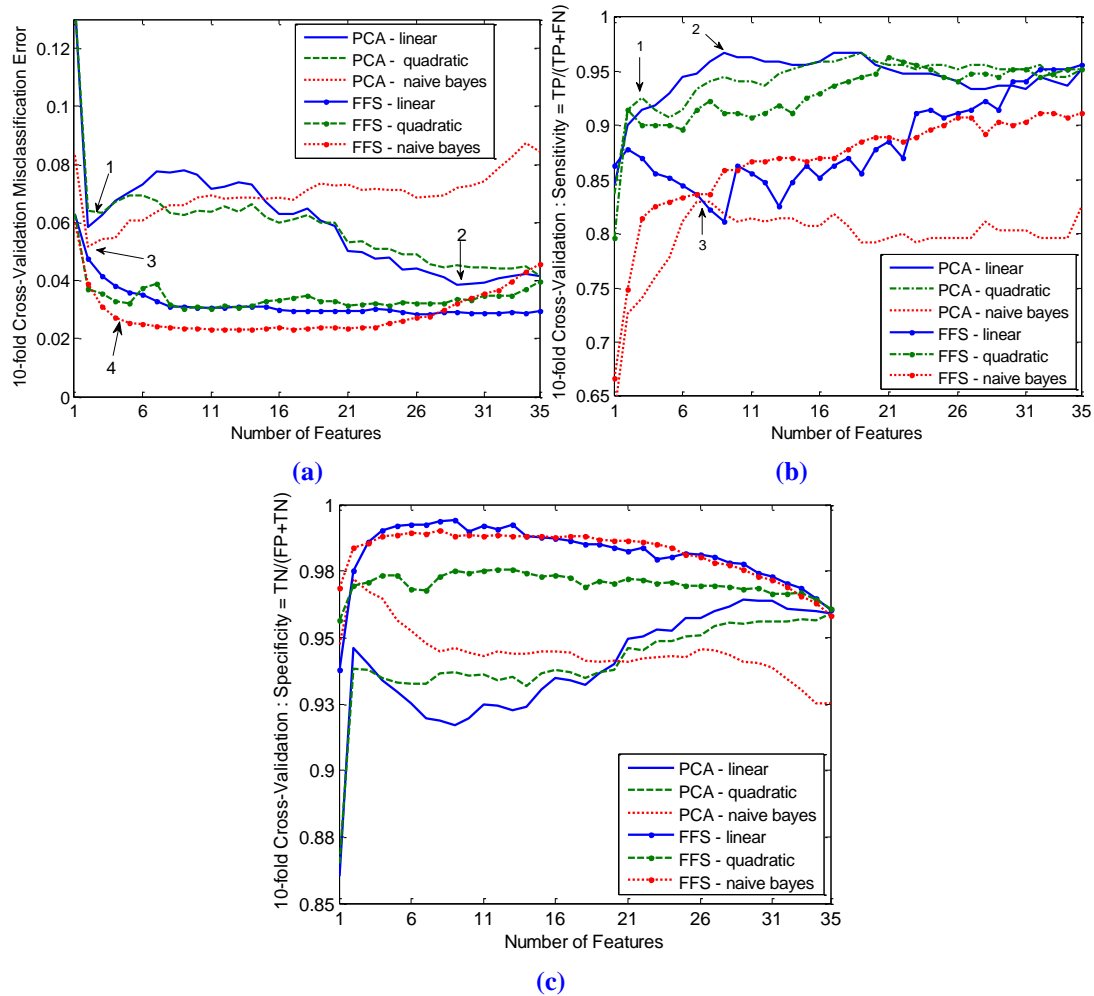 10-fold Cross-Validation Misclassification Error
0.12
0.1
0.08
0.06
0.04
0.02
0
1 6 11 16 21 26 31 35
Number of Features
PCA - linear
PCA - quadratic
PCA - naive bayes
FFS - linear
FFS - quadratic
FFS - naive bayes
1
2
3
4
(a)
10-fold Cross-Validation : Sensitivity = TP/(TP+FN)
1
0.95
0.9
0.85
0.8
0.75
0.7
0.65
1 6 11 16 21 26 31 35
Number of Features
1
2
3
PCA - linear
PCA - quadratic
PCA - naive bayes
FFS - linear
FFS - quadratic
FFS - naive bayes
(b)
10-fold Cross-Validation : Specificity = TN/(FP+TN)
1
0.98
0.95
0.93
0.9
0.88
0.85
1 6 11 16 21 26 31 35
Number of Features
PCA - linear
PCA - quadratic
PCA - naive bayes
FFS - linear
FFS - quadratic
FFS - naive bayes
(c)